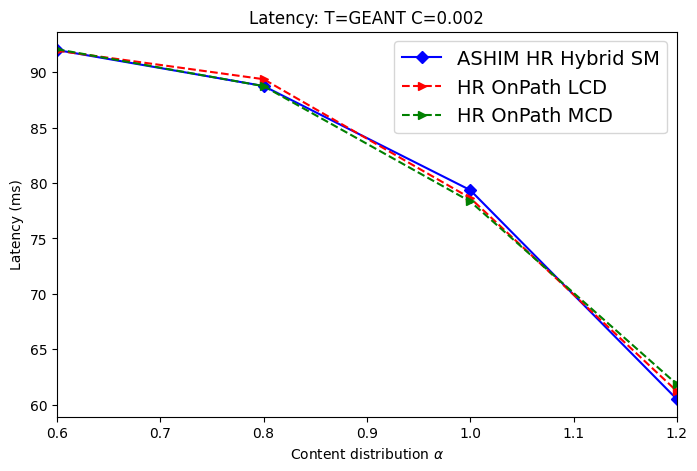 Latency: T=GEANT C=0.002
ASHIM HR Hybrid SM
HR OnPath LCD
HR OnPath MCD
Latency (ms)
90
85
80
75
70
65
60
0.6 0.7 0.8 0.9 1.0 1.1 1.2
Content distribution α